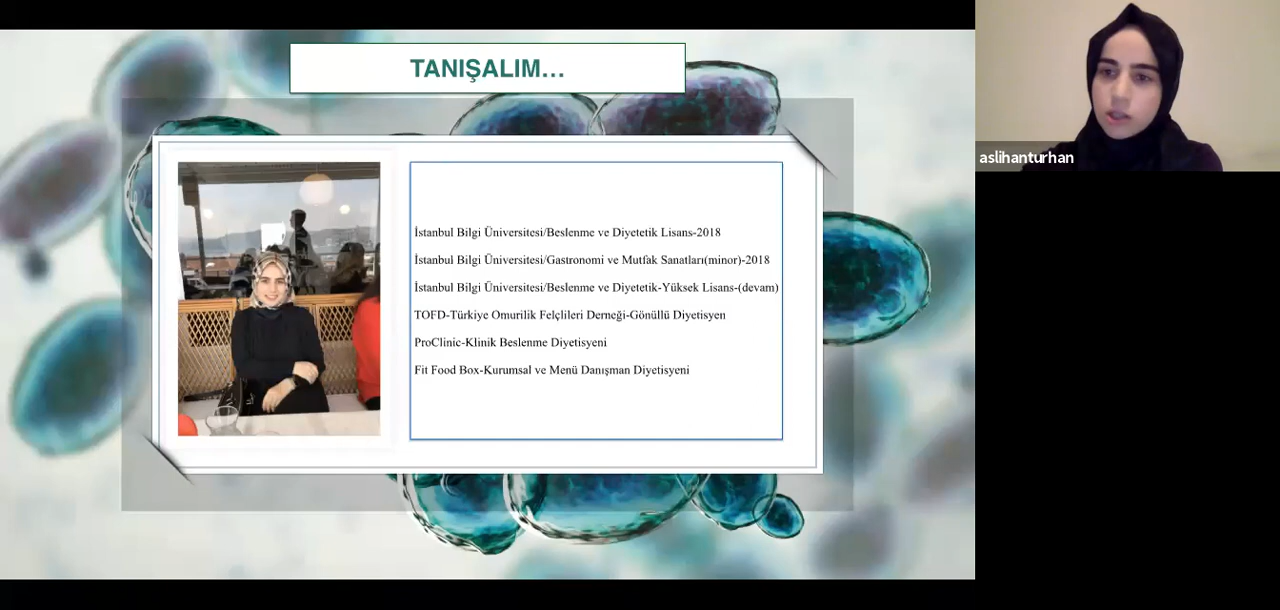 TANIŞALIM...
aslihanturhan
İstanbul Bilgi Üniversitesi/Beslenme ve Diyetetik Lisans-2018
İstanbul Bilgi Üniversitesi/Gastronomi ve Mutfak Sanatları(minor)-2018
İstanbul Bilgi Üniversitesi/Beslenme ve Diyetetik-Yüksek Lisans-(devam)
TOFD-Türkiye Omurilik Felçlileri Derneği-Gönüllü Diyetisyen
ProClinic-Klinik Beslenme Diyetisyeni
Fit Food Box-Kurumsal ve Menü Danışman Diyetisyeni